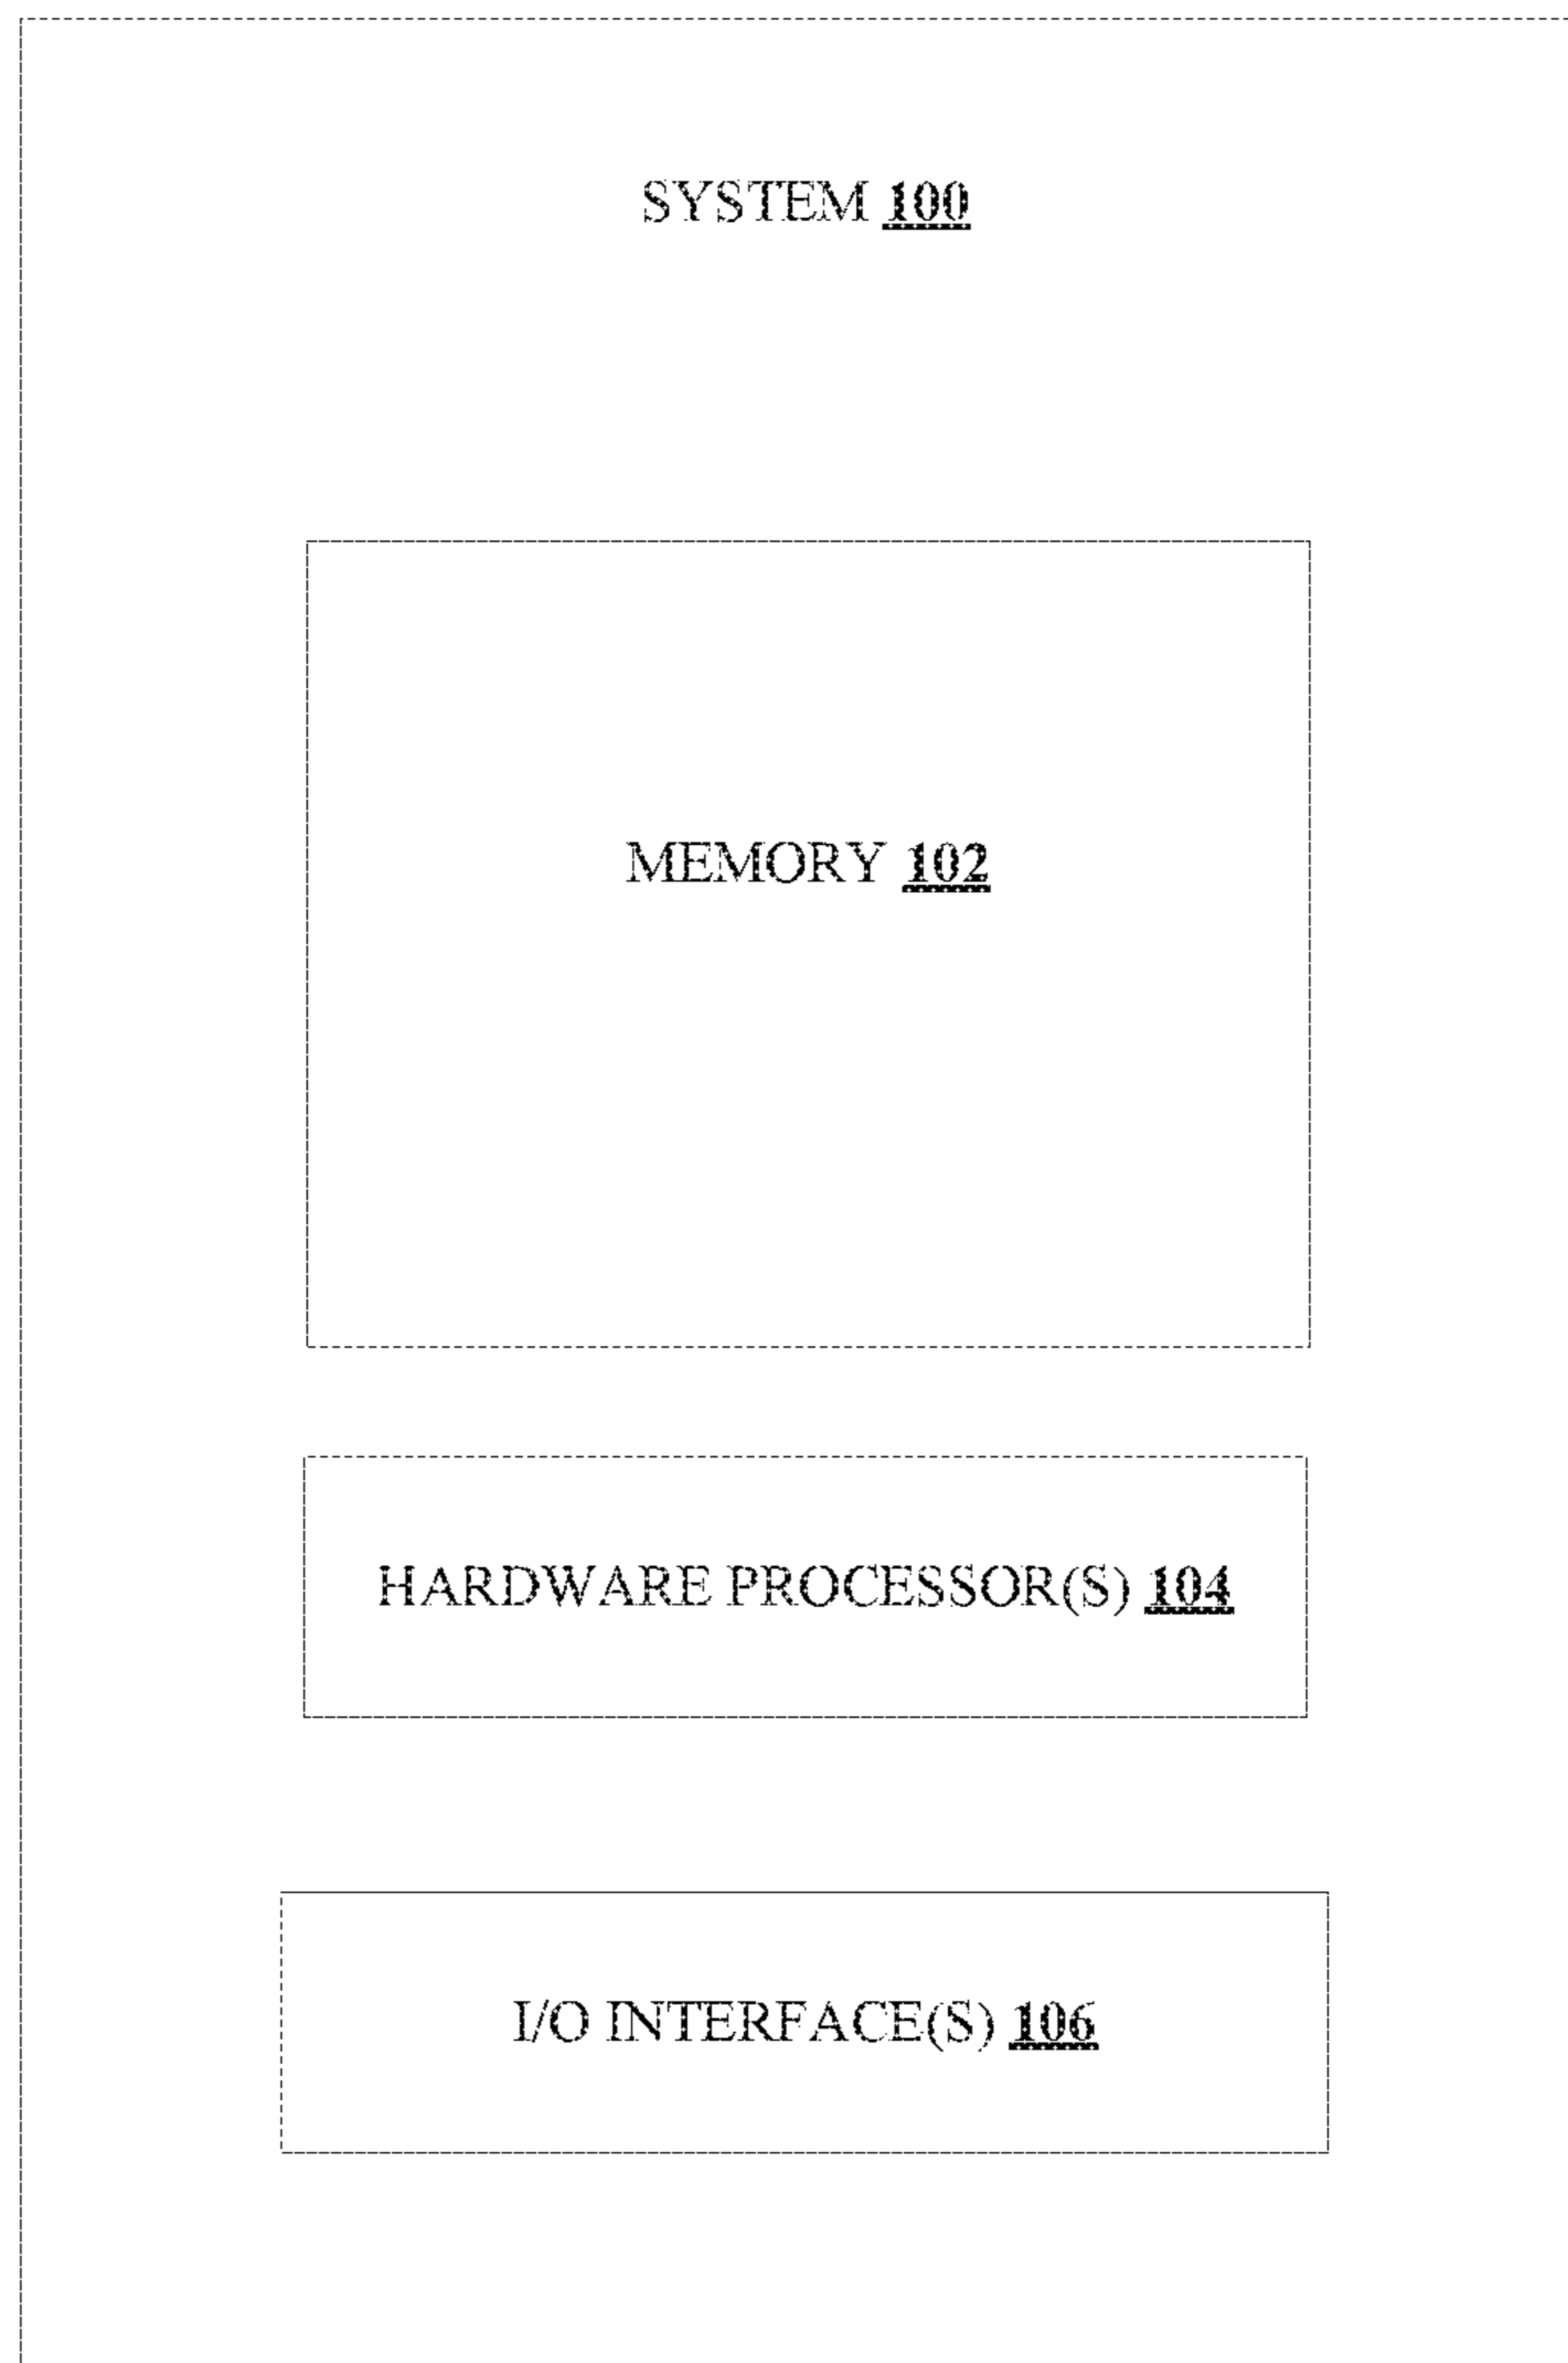 SYSTEM 100
MEMORY 102
HARDWARE PROCESSOR(S) 104
I/O INTERFACE(S) 106